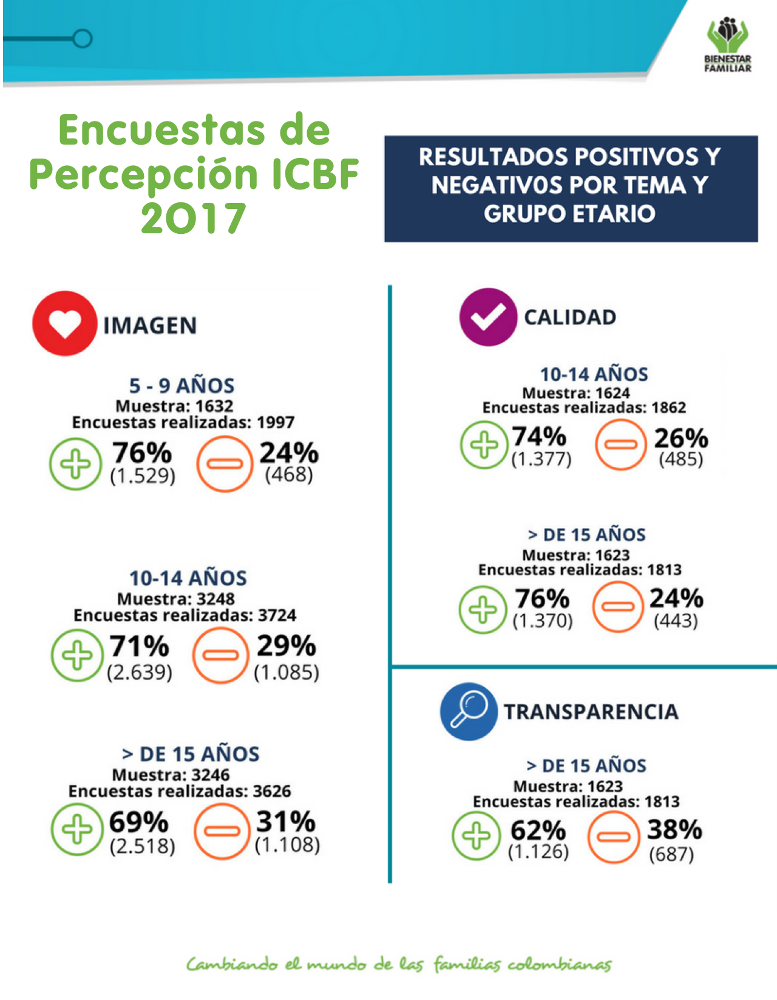 BIENESTAR
FAMILIAR
Encuestas de
Percepción ICBF
2017
RESULTADOS POSITIVOS Y
NEGATIV0S POR TEMA Y
GRUPO ETARIO
IMAGEN
5 - 9 AÑOS
Muestra: 1632
Encuestas realizadas: 1997
76% 24%
(1.529) (468)
10-14 AÑOS
Muestra: 3248
Encuestas realizadas: 3724
71% 29%
(2.639) (1.085)
> DE 15 AÑOS
Muestra: 3246
Encuestas realizadas: 3626
69% 31%
(2.518) (1.108)
CALIDAD
10-14 AÑOS
Muestra: 1624
Encuestas realizadas: 1862
74% 26%
(1.377) (485)
> DE 15 AÑOS
Muestra: 1623
Encuestas realizadas: 1813
76% 24%
(1.370) (443)
TRANSPARENCIA
> DE 15 AÑOS
Muestra: 1623
Encuestas realizadas: 1813
62% 38%
(1.126) (687)
Cambiando el mundo de las familias colombianas